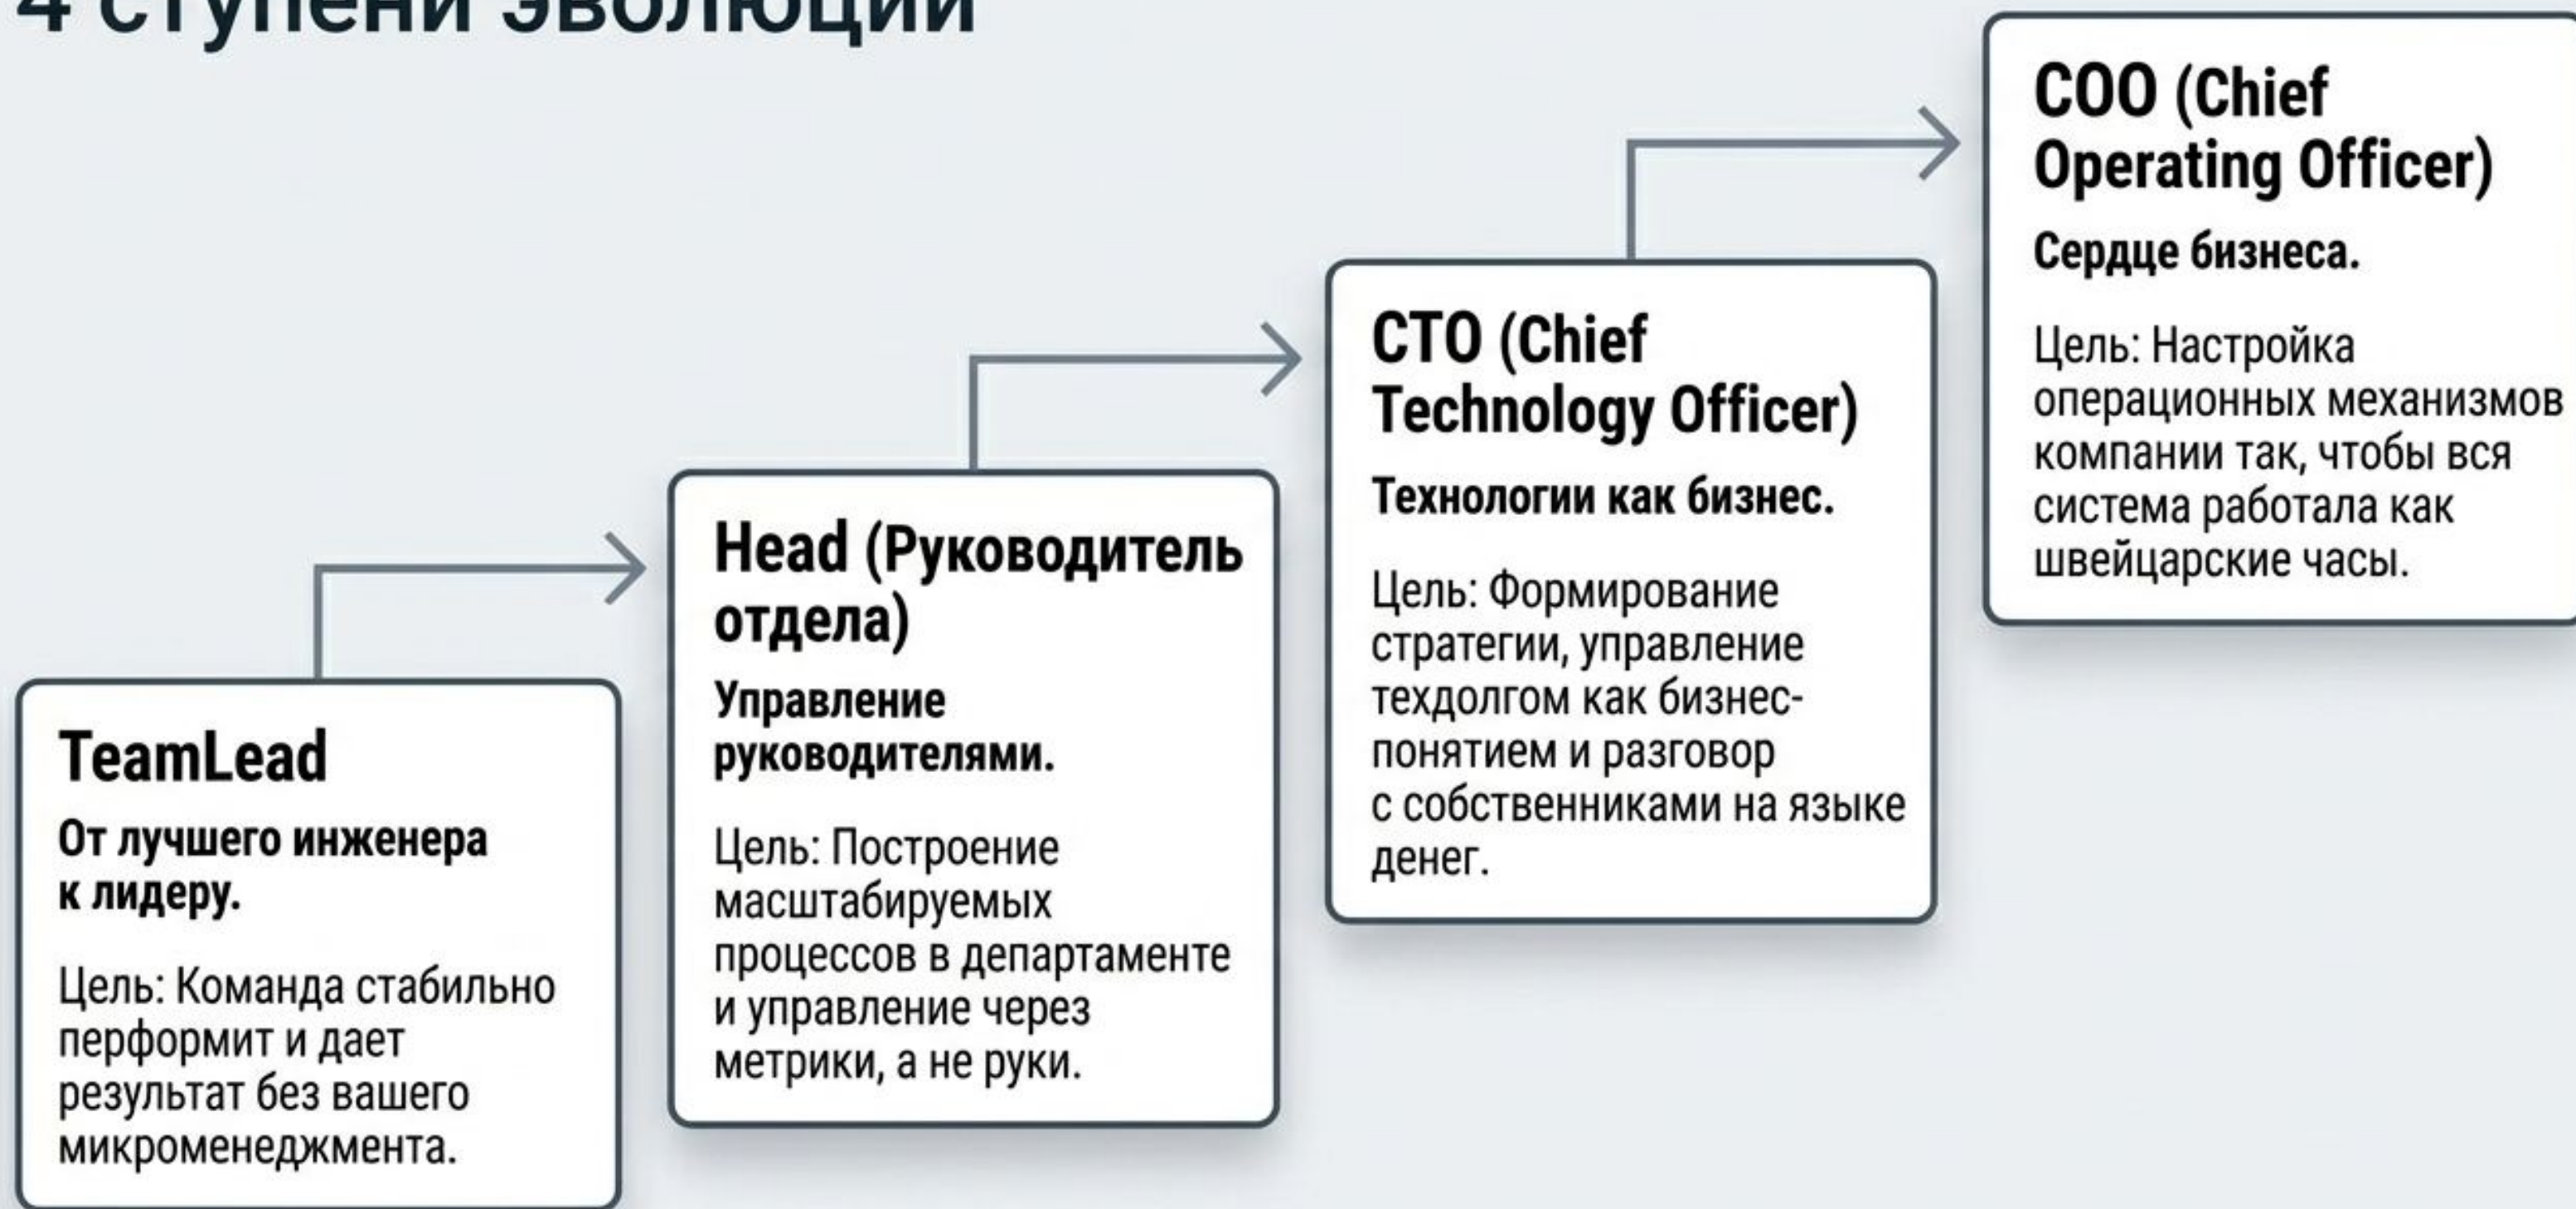 4 ступени эволюции
TeamLead
От лучшего инженера
к лидеру.
Цель: Команда стабильно
перформит и дает
результат без вашего
микроменеджмента.
Head (Руководитель
отдела)
Управление
руководителями.
Цель: Построение
масштабируемых
процессов в департаменте
и управление через
метрики, а не руки.
CTO (Chief
Technology Officer)
Технологии как бизнес.
Цель: Формирование
стратегии, управление
техдолгом как бизнес-
понятием и разговор
с собственниками на языке
денег.
COO (Chief
Operating Officer)
Сердце бизнеса.
Цель: Настройка
операционных механизмов
компании так, чтобы вся
система работала как
швейцарские часы.